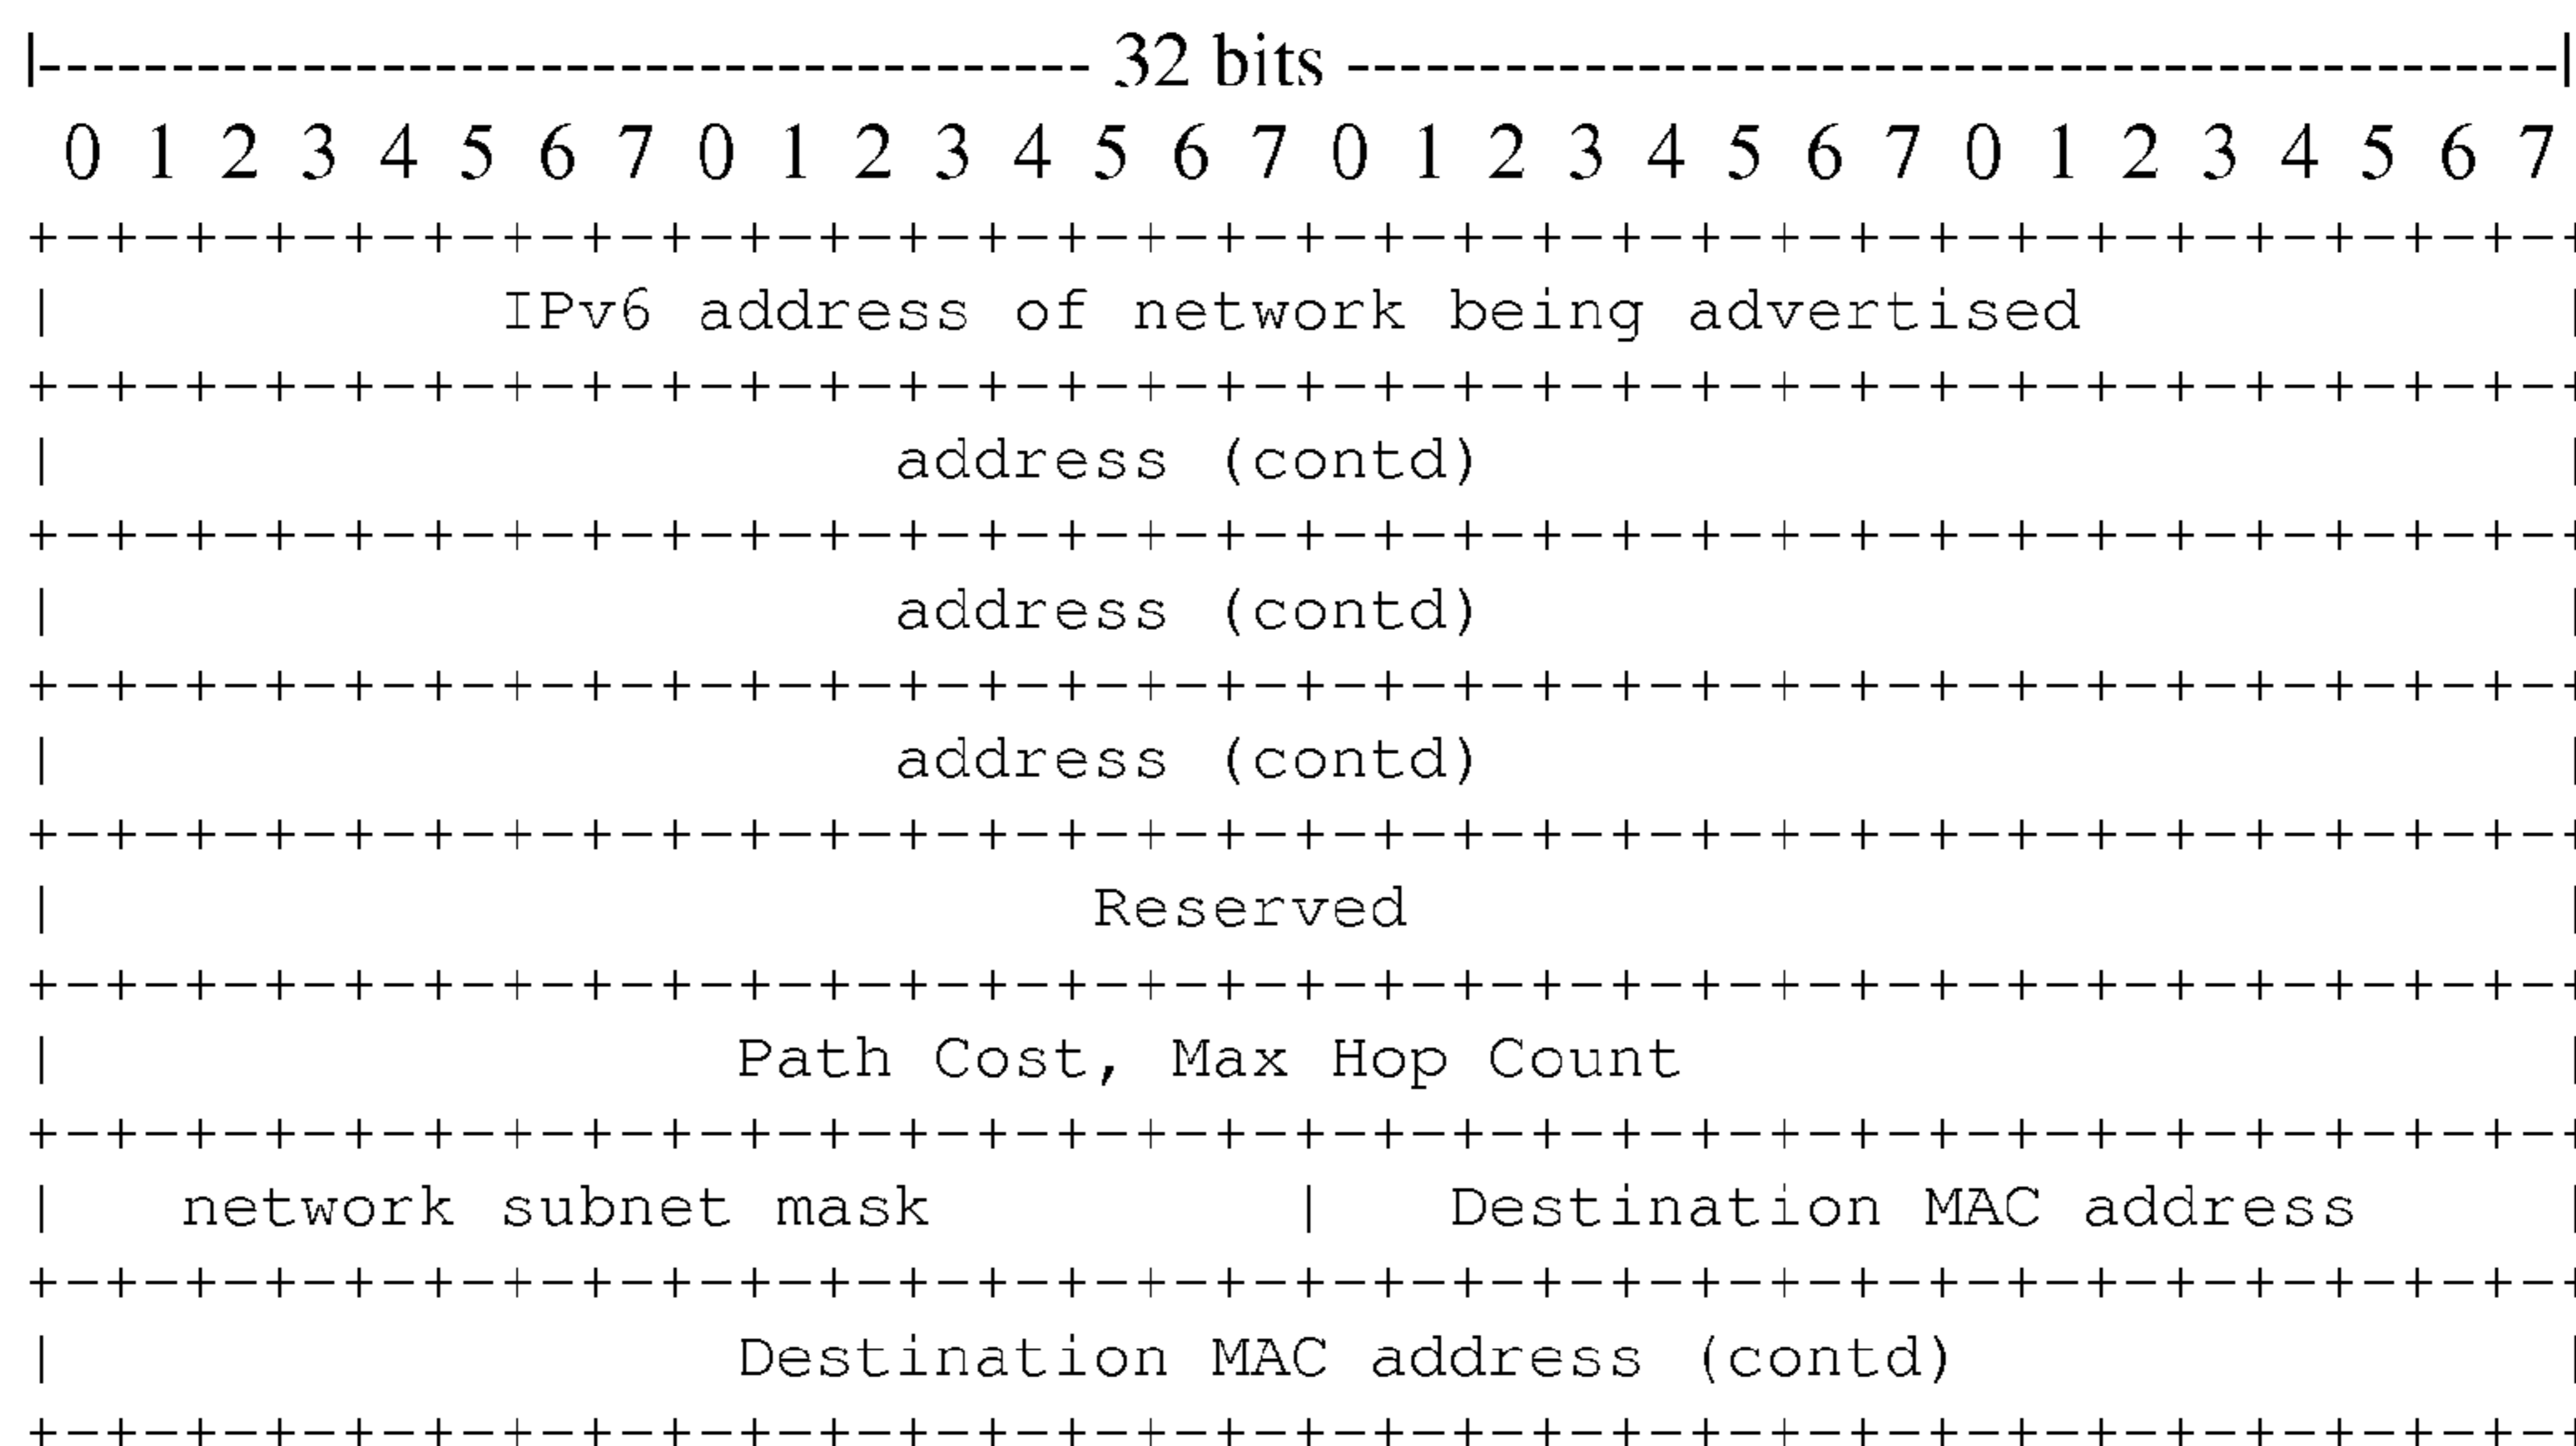 |---------------------------------------- 32 bits ----------------------------------------------|
0 1 2 3 4 5 6 7 0 1 2 3 4 5 6 7 0 1 2 3 4 5 6 7 0 1 2 3 4 5 6 7
+-+-+-+-+-+-+-+-+-+-+-+-+-+-+-+-+-+-+-+-+-+-+-+-+-+-+-+-+-+-+-+-+
| IPv6 address of network being advertised |
+-+-+-+-+-+-+-+-+-+-+-+-+-+-+-+-+-+-+-+-+-+-+-+-+-+-+-+-+-+-+-+-+
| address (contd) |
+-+-+-+-+-+-+-+-+-+-+-+-+-+-+-+-+-+-+-+-+-+-+-+-+-+-+-+-+-+-+-+-+
| address (contd) |
+-+-+-+-+-+-+-+-+-+-+-+-+-+-+-+-+-+-+-+-+-+-+-+-+-+-+-+-+-+-+-+-+
| address (contd) |
+-+-+-+-+-+-+-+-+-+-+-+-+-+-+-+-+-+-+-+-+-+-+-+-+-+-+-+-+-+-+-+-+
| Reserved |
+-+-+-+-+-+-+-+-+-+-+-+-+-+-+-+-+-+-+-+-+-+-+-+-+-+-+-+-+-+-+-+-+
| Path Cost, Max Hop Count |
+-+-+-+-+-+-+-+-+-+-+-+-+-+-+-+-+-+-+-+-+-+-+-+-+-+-+-+-+-+-+-+-+
| network subnet mask | Destination MAC address |
+-+-+-+-+-+-+-+-+-+-+-+-+-+-+-+-+-+-+-+-+-+-+-+-+-+-+-+-+-+-+-+-+
| Destination MAC address (contd) |
+-+-+-+-+-+-+-+-+-+-+-+-+-+-+-+-+-+-+-+-+-+-+-+-+-+-+-+-+-+-+-+-+